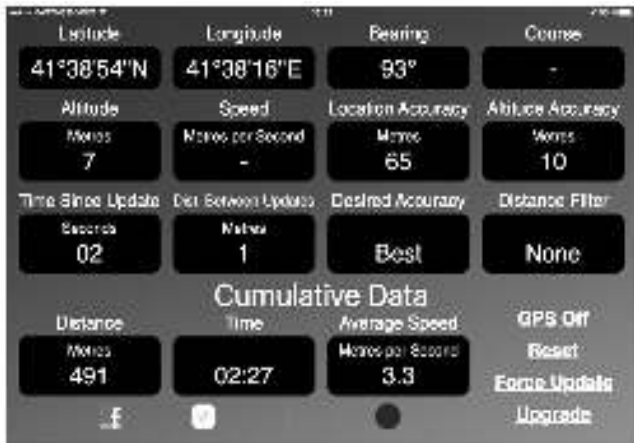 Latitude Longitude Bearing Course
41°38'54"N 41°38'16"E 93° -
Altitude Speed Location Accuracy Altitude Accuracy
Metres Metres per Second Metres Metres
7 - 65 10
Time Since Update Dist. Between Updates Desired Accuracy Distance Filter
Seconds Metres
02 1 Best None
Cumulative Data
Distance Time Average Speed GPS Off
Metres Metres per Second Reset
491 02:27 3.3 Force Update
f Upgrade